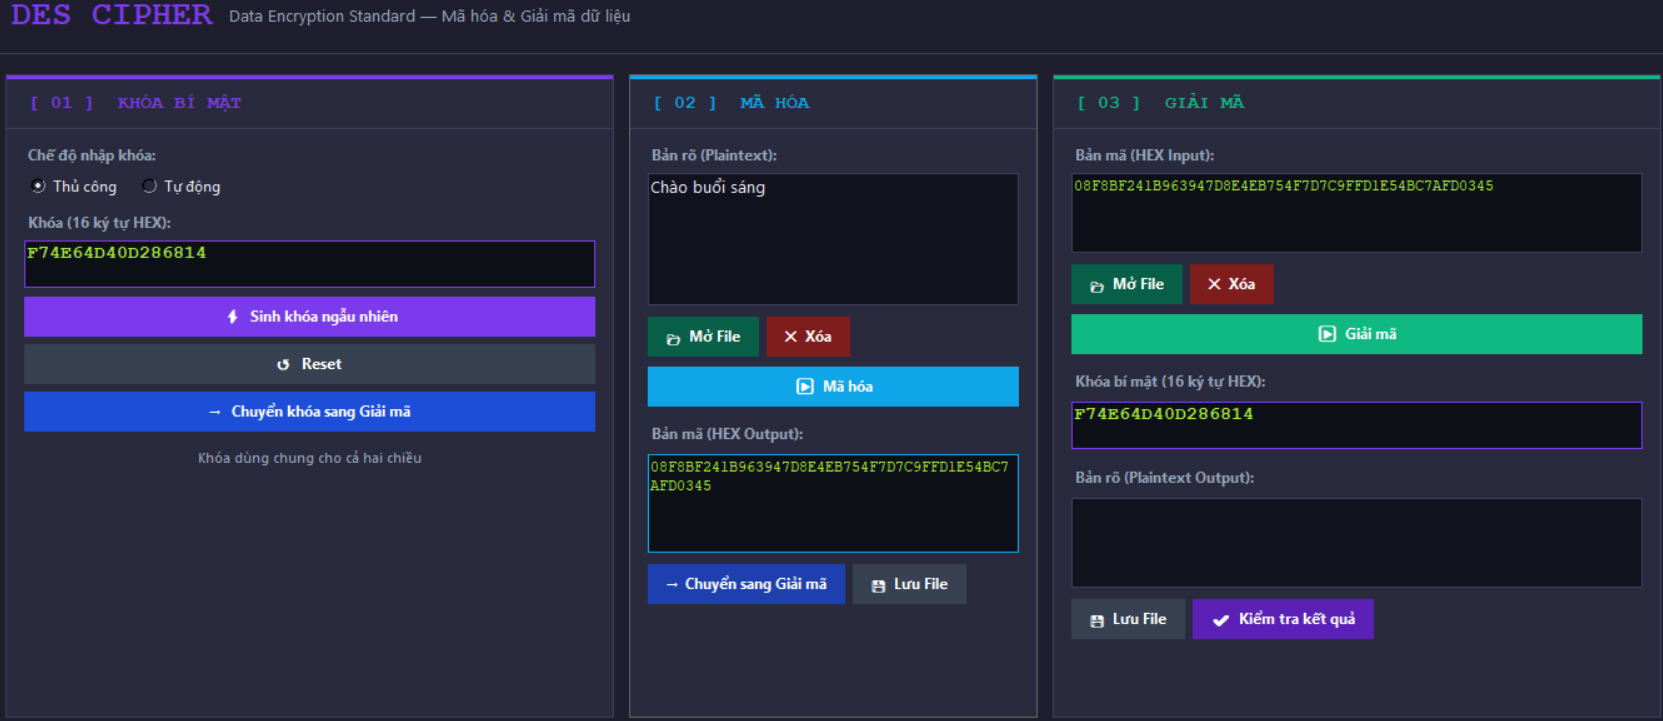 DES CIPHER Data Encryption Standard — Mã hóa & Giải mã dữ liệu
[ 01 ] KHÓA BÍ MẬT
Chế độ nhập khóa:
Thủ công Tự động
Khóa (16 ký tự HEX):
F74E64D40D286814
Sinh khóa ngẫu nhiên
↺ Reset
→ Chuyển khóa sang Giải mã
Khóa dùng chung cho cả hai chiều
[ 02 ] MÃ HÓA
Bản rõ (Plaintext):
Chào buổi sáng
Mở File ✕ Xóa
Mã hóa
Bản mã (HEX Output):
08F8BF241B963947D8E4EB754F7D7C9FFD1E54BC7
AFD0345
→ Chuyển sang Giải mã Lưu File
[ 03 ] GIẢI MÃ
Bản mã (HEX Input):
08F8BF241B963947D8E4EB754F7D7C9FFD1E54BC7AFD0345
Mở File ✕ Xóa
Giải mã
Khóa bí mật (16 ký tự HEX):
F74E64D40D286814
Bản rõ (Plaintext Output):
Lưu File ✔ Kiểm tra kết quả